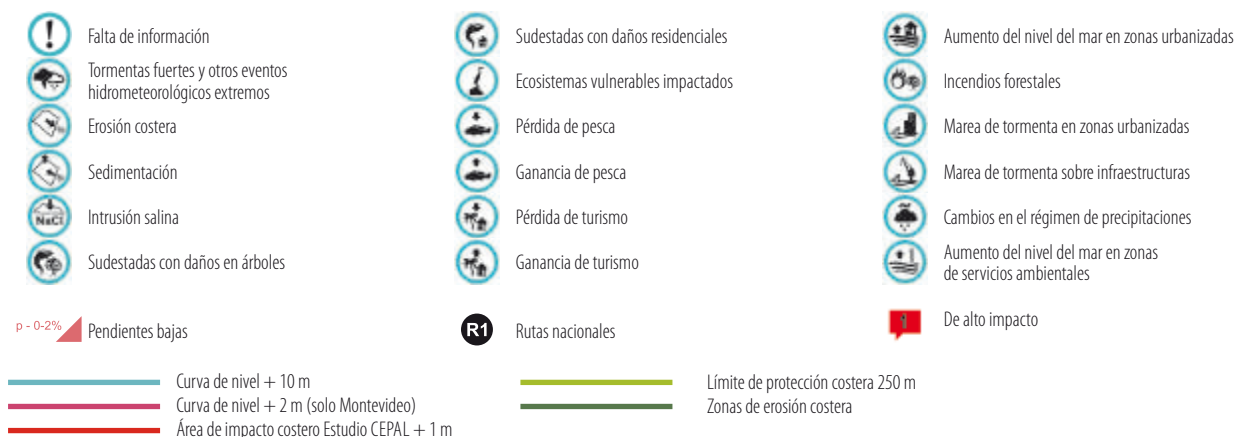 Falta de información
Tormentas fuertes y otros eventos
hidrometeorológicos extremos
Erosión costera
Sedimentación
NaCl
Intrusión salina
Sudestadas con daños en árboles
Sudestadas con daños residenciales
Ecosistemas vulnerables impactados
Pérdida de pesca
Ganancia de pesca
Pérdida de turismo
Ganancia de turismo
Aumento del nivel del mar en zonas urbanizadas
Incendios forestales
Marea de tormenta en zonas urbanizadas
Marea de tormenta sobre infraestructuras
Cambios en el régimen de precipitaciones
Aumento del nivel del mar en zonas
de servicios ambientales
p - 0-2% Pendientes bajas
R1 Rutas nacionales
1 De alto impacto
Curva de nivel + 10 m
Curva de nivel + 2 m (solo Montevideo)
Área de impacto costero Estudio CEPAL + 1 m
Límite de protección costera 250 m
Zonas de erosión costera